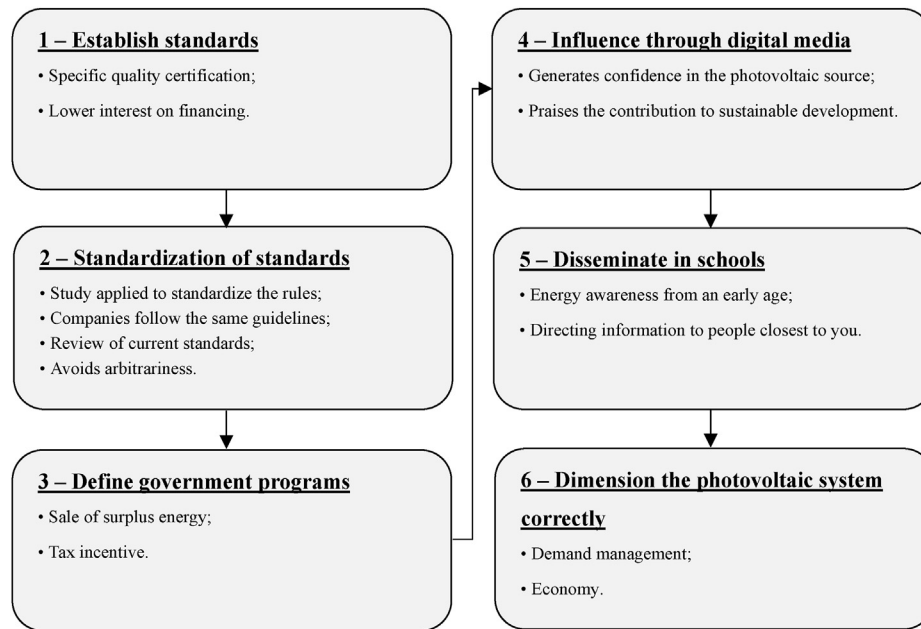 1 – Establish standards
• Specific quality certification;
• Lower interest on financing.
2 – Standardization of standards
• Study applied to standardize the rules;
• Companies follow the same guidelines;
• Review of current standards;
• Avoids arbitrariness.
3 – Define government programs
• Sale of surplus energy;
• Tax incentive.
4 – Influence through digital media
• Generates confidence in the photovoltaic source;
• Praises the contribution to sustainable development.
5 – Disseminate in schools
• Energy awareness from an early age;
• Directing information to people closest to you.
6 – Dimension the photovoltaic system
correctly
• Demand management;
• Economy.